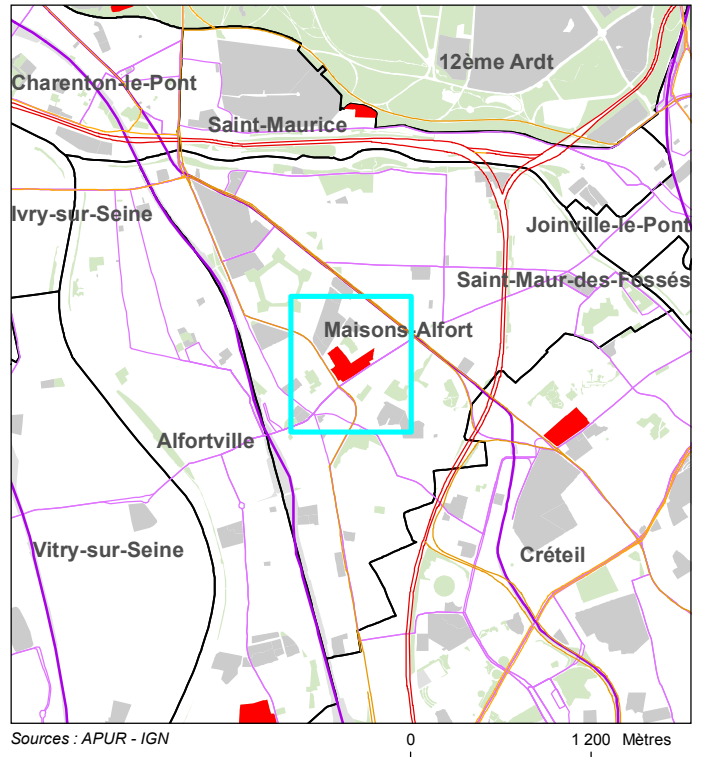 12ème Ardt
Charenton-le-Pont
Saint-Maurice
Ivry-sur-Seine
Joinville-le-Pont
Saint-Maur-des-Fossés
Maisons-Alfort
Alfortville
Vitry-sur-Seine
Créteil
Sources : APUR - IGN
0 1 200 Mètres